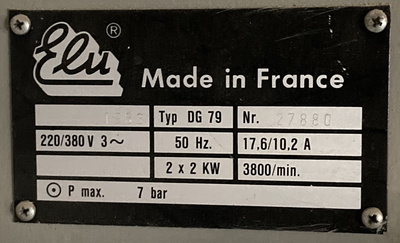 Elu ®
Made in France
Typ DG 79 Nr. 27880
220/380 V 3~ 50 Hz. 17,6/10,2 A
2 x 2 KW 3800/min.
P max. 7 bar